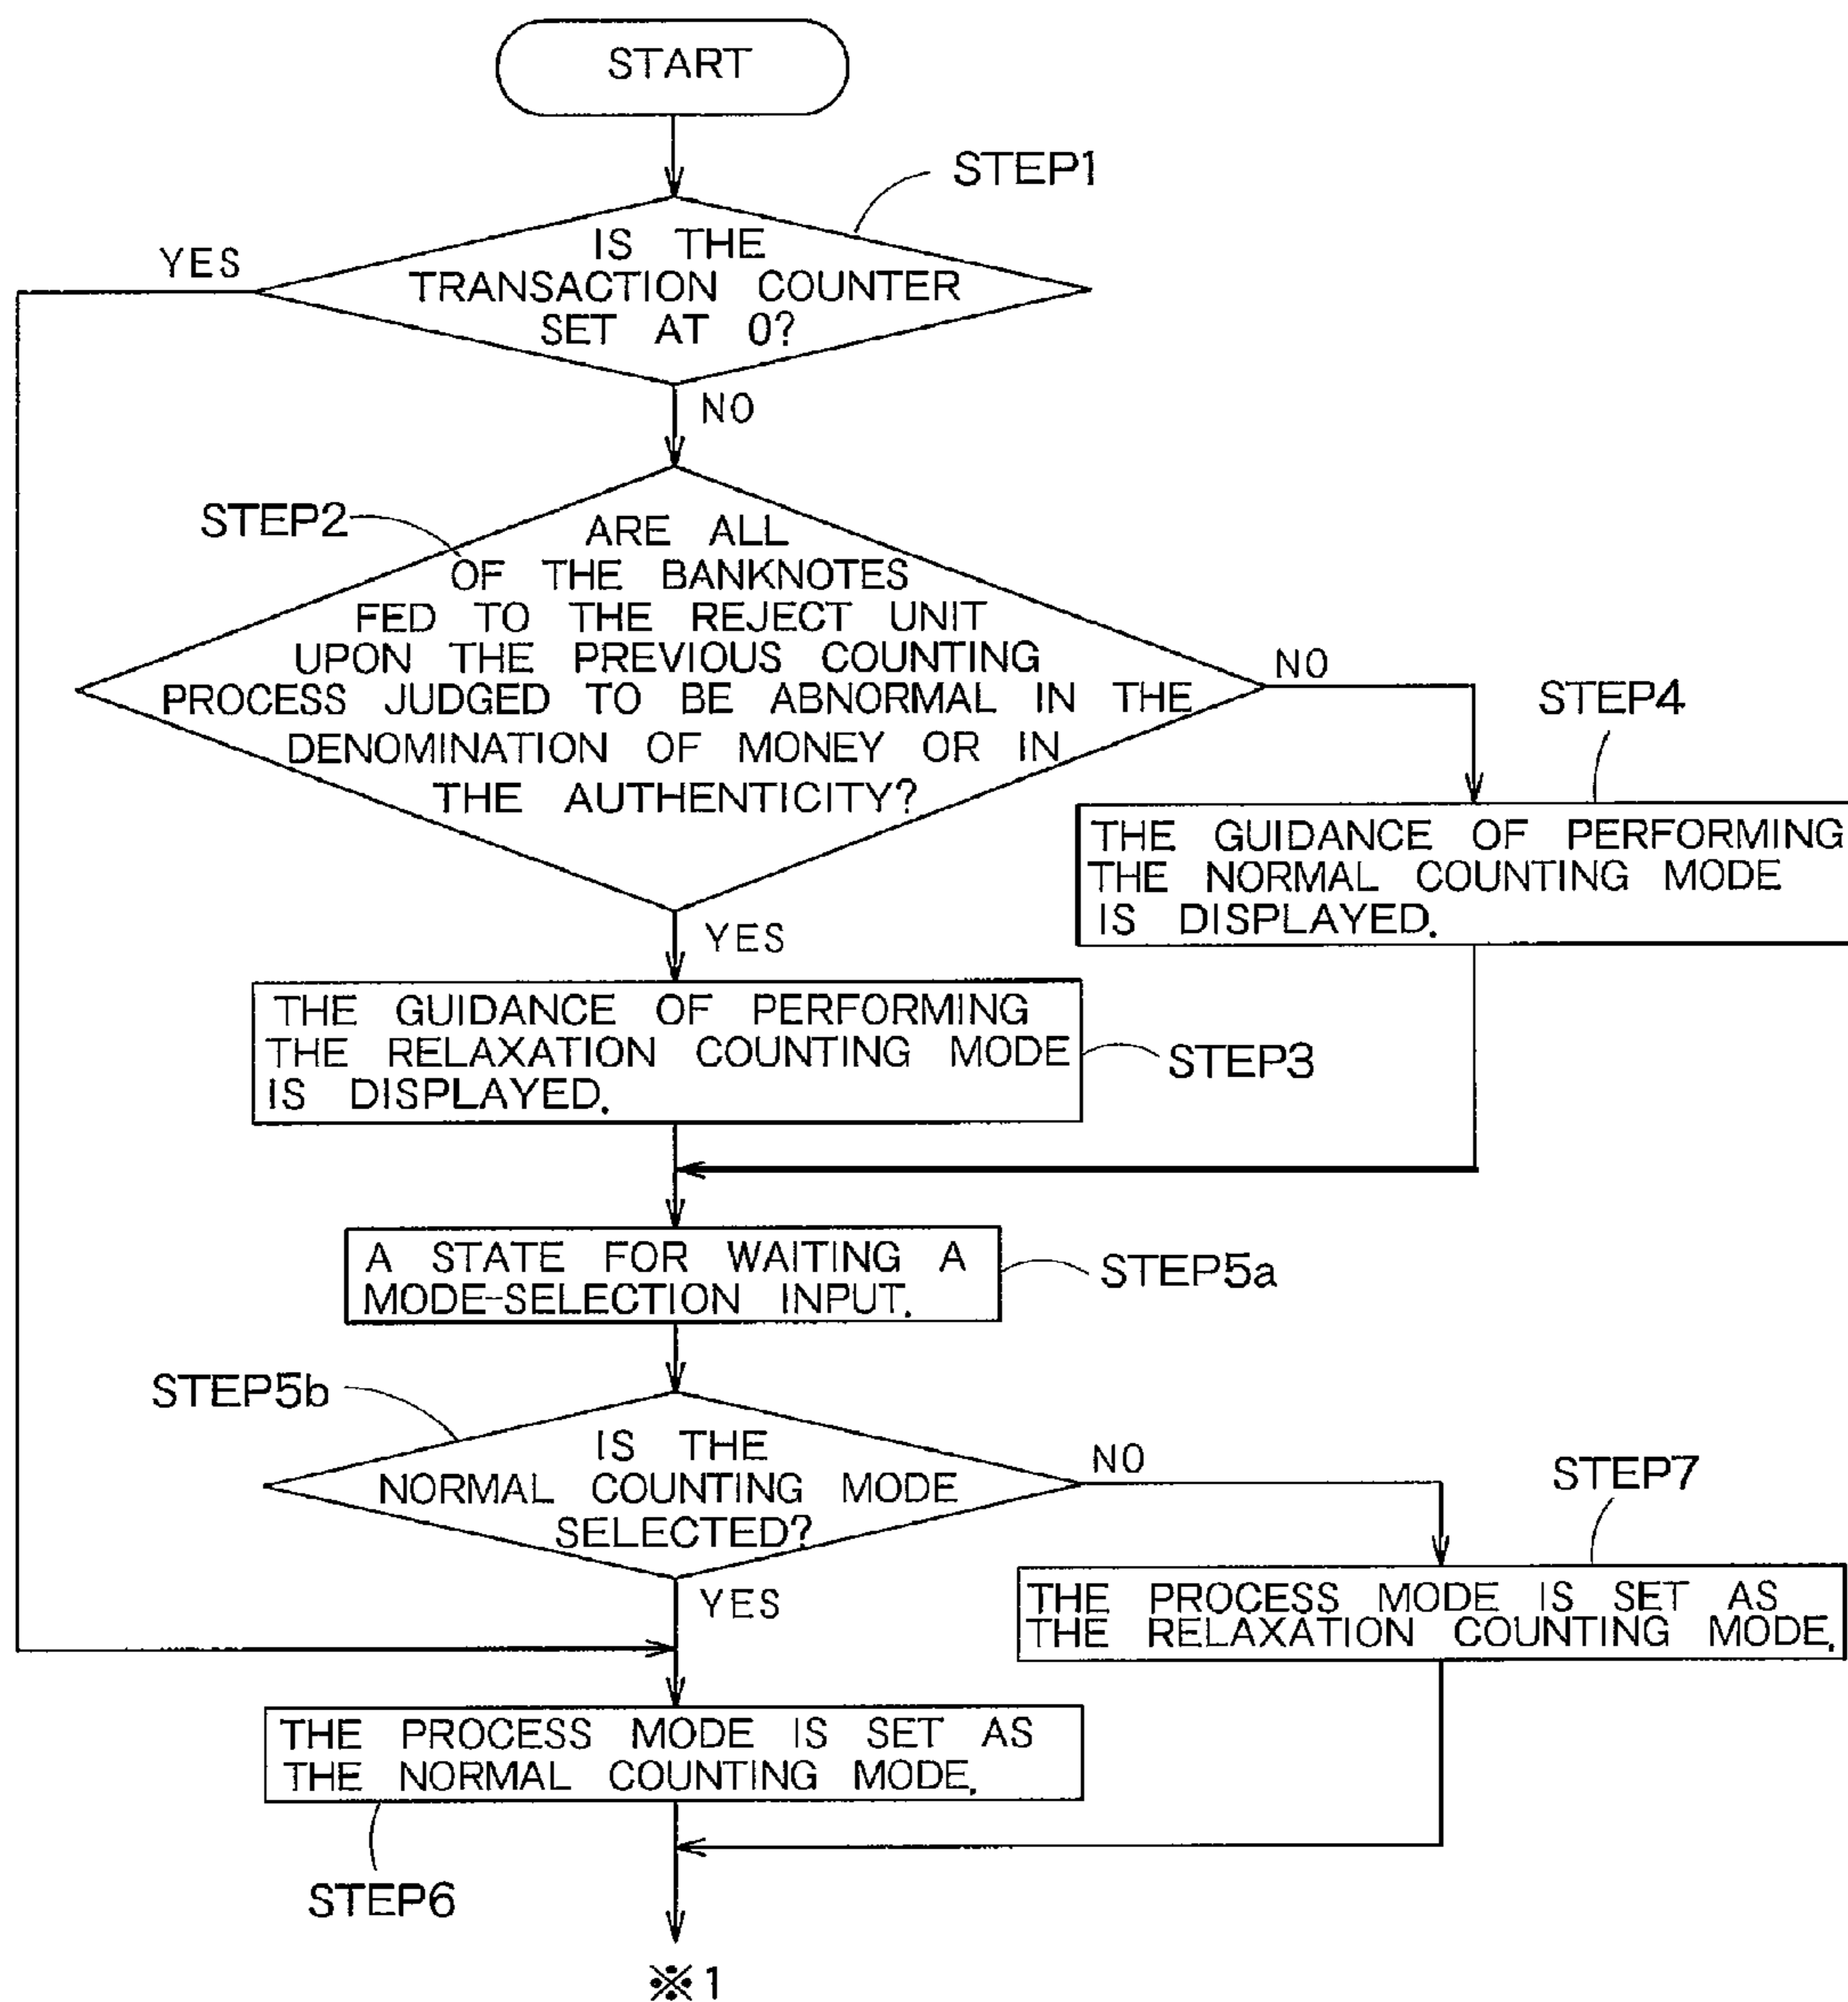 START
STEP1
YES
IS THE
TRANSACTION COUNTER
SET AT 0?
NO
STEP2
ARE ALL
OF THE BANKNOTES
FED TO THE REJECT UNIT
UPON THE PREVIOUS COUNTING
PROCESS JUDGED TO BE ABNORMAL IN THE
DENOMINATION OF MONEY OR IN
THE AUTHENTICITY?
NO
STEP4
THE GUIDANCE OF PERFORMING
THE NORMAL COUNTING MODE
IS DISPLAYED.
YES
THE GUIDANCE OF PERFORMING
THE RELAXATION COUNTING MODE
IS DISPLAYED.
STEP3
A STATE FOR WAITING A
MODE-SELECTION INPUT.
STEP5a
STEP5b
IS THE
NORMAL COUNTING MODE
SELECTED?
NO
STEP7
YES
THE PROCESS MODE IS SET AS
THE RELAXATION COUNTING MODE.
THE PROCESS MODE IS SET AS
THE NORMAL COUNTING MODE.
STEP6
※1